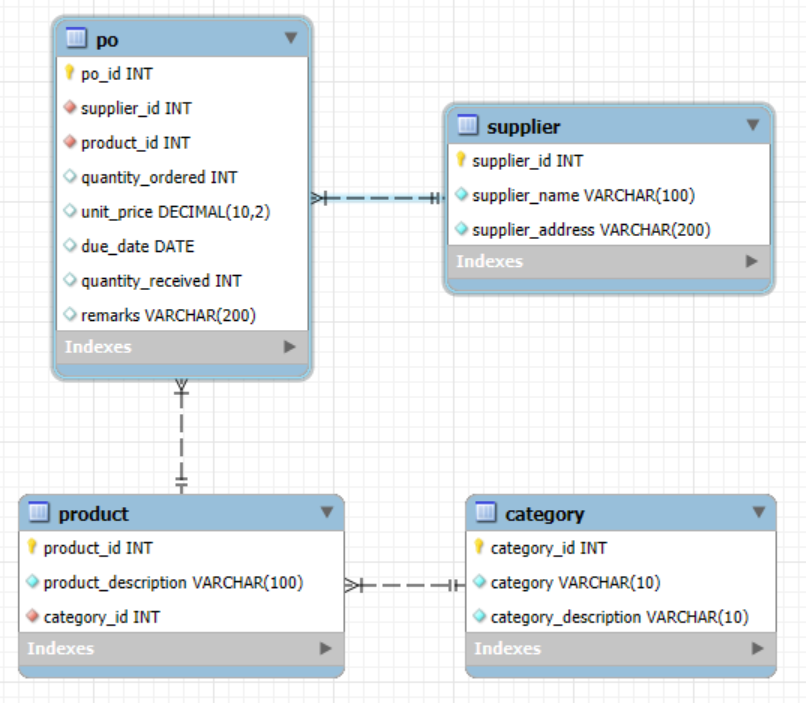 po
po_id INT
supplier_id INT
product_id INT
quantity_ordered INT
unit_price DECIMAL(10,2)
due_date DATE
quantity_received INT
remarks VARCHAR(200)
Indexes
supplier
supplier_id INT
supplier_name VARCHAR(100)
supplier_address VARCHAR(200)
Indexes
product
product_id INT
product_description VARCHAR(100)
category_id INT
Indexes
category
category_id INT
category VARCHAR(10)
category_description VARCHAR(10)
Indexes